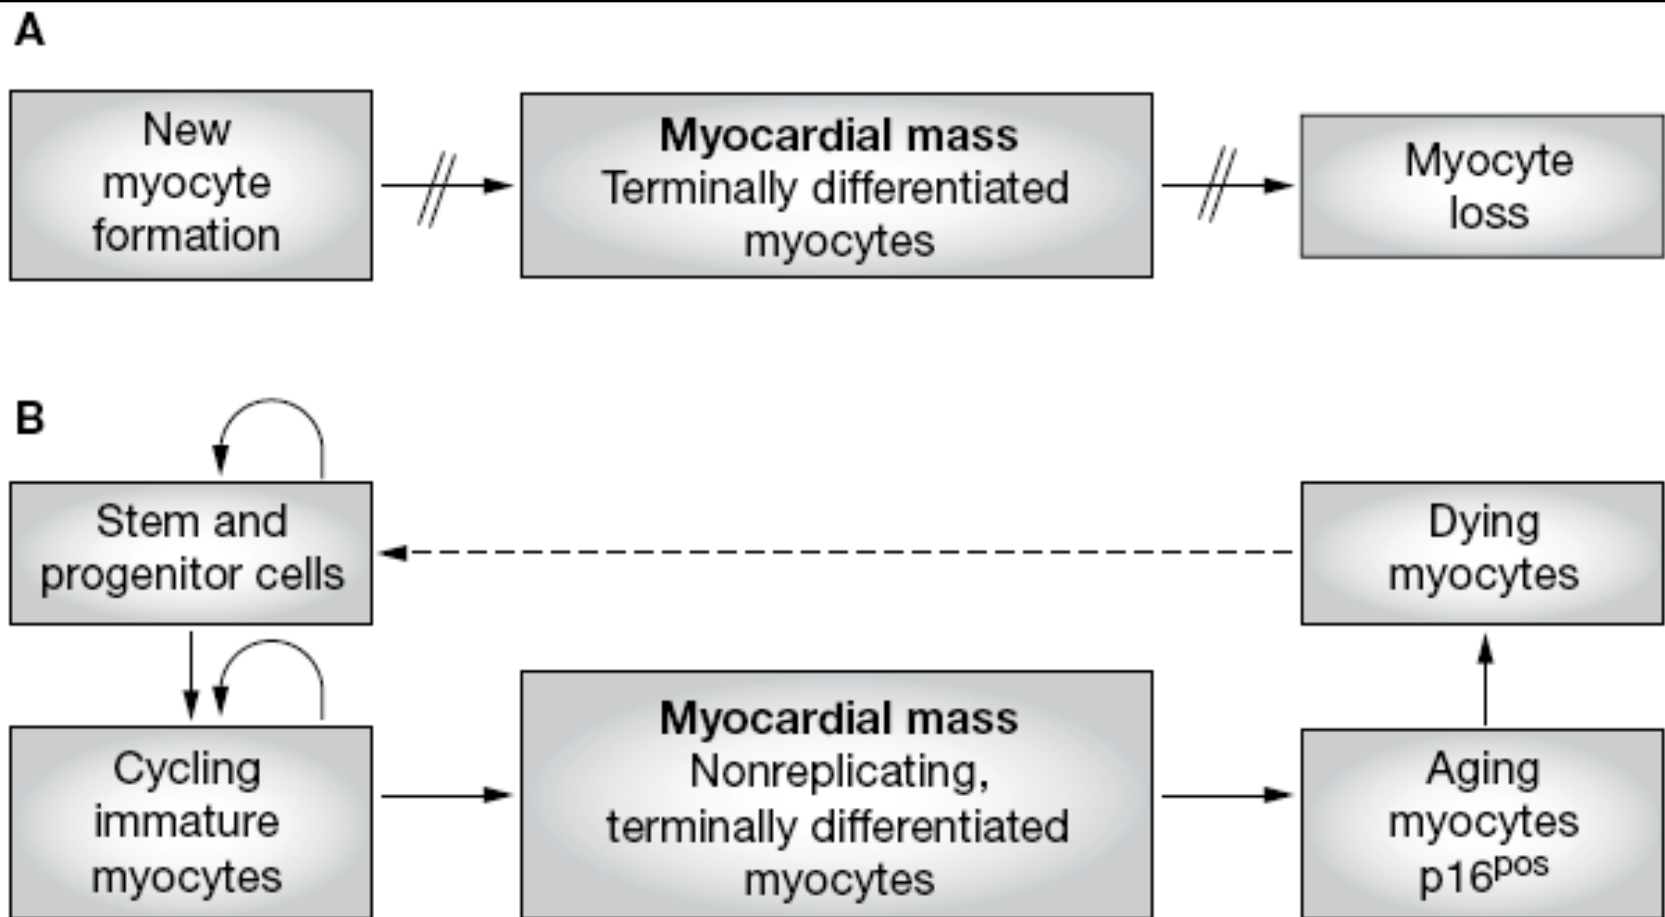 A
New
myocyte
formation
Myocardial mass
Terminally differentiated
myocytes
Myocyte
loss
B
Stem and
progenitor cells
Dying
myocytes
Cycling
immature
myocytes
Myocardial mass
Nonreplicating,
terminally differentiated
myocytes
Aging
myocytes
p16pos